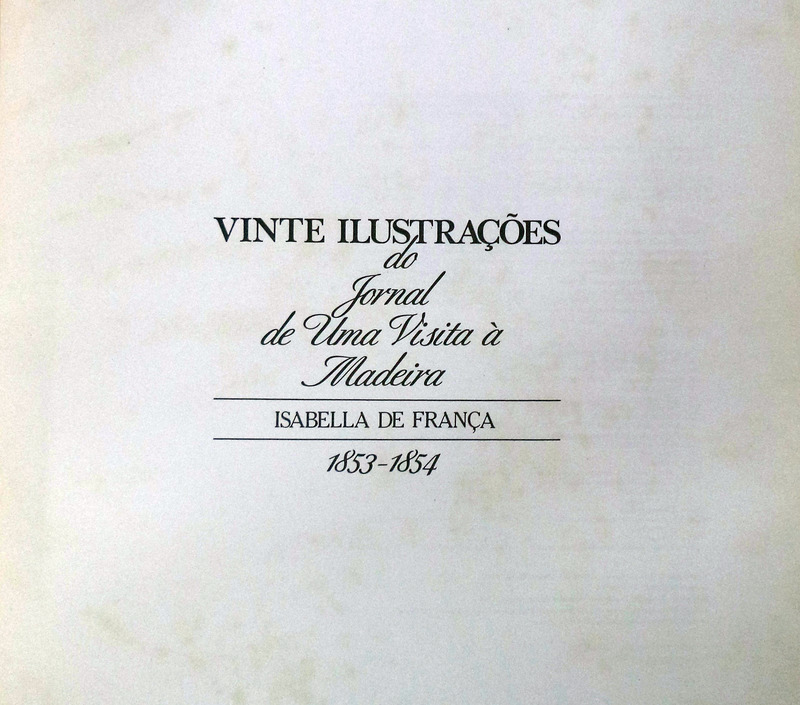 VINTE ILUSTRAÇÕES
do
Jornal
de Uma Visita à
Madeira
ISABELLA DE FRANÇA
1853-1854